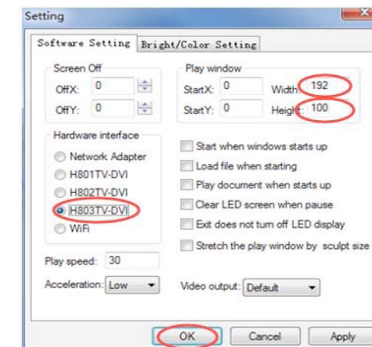 Setting
Software Setting Bright/Color Setting
Screen Off
OffX: 0
OffY: 0
Play window
StartX: 0 Width: 192
StartY: 0 Height: 100
Hardware interface
Network Adapter
H801TV-DVI
H802TV-DVI
H803TV-DVI
WiFi
Start when windows starts up
Load file when starting
Play document when starts up
Clear LED screen when pause
Exit does not turn off LED display
Stretch the play window by sculpt size
Play speed: 30
Acceleration: Low
Video output: Default
OK Cancel Apply